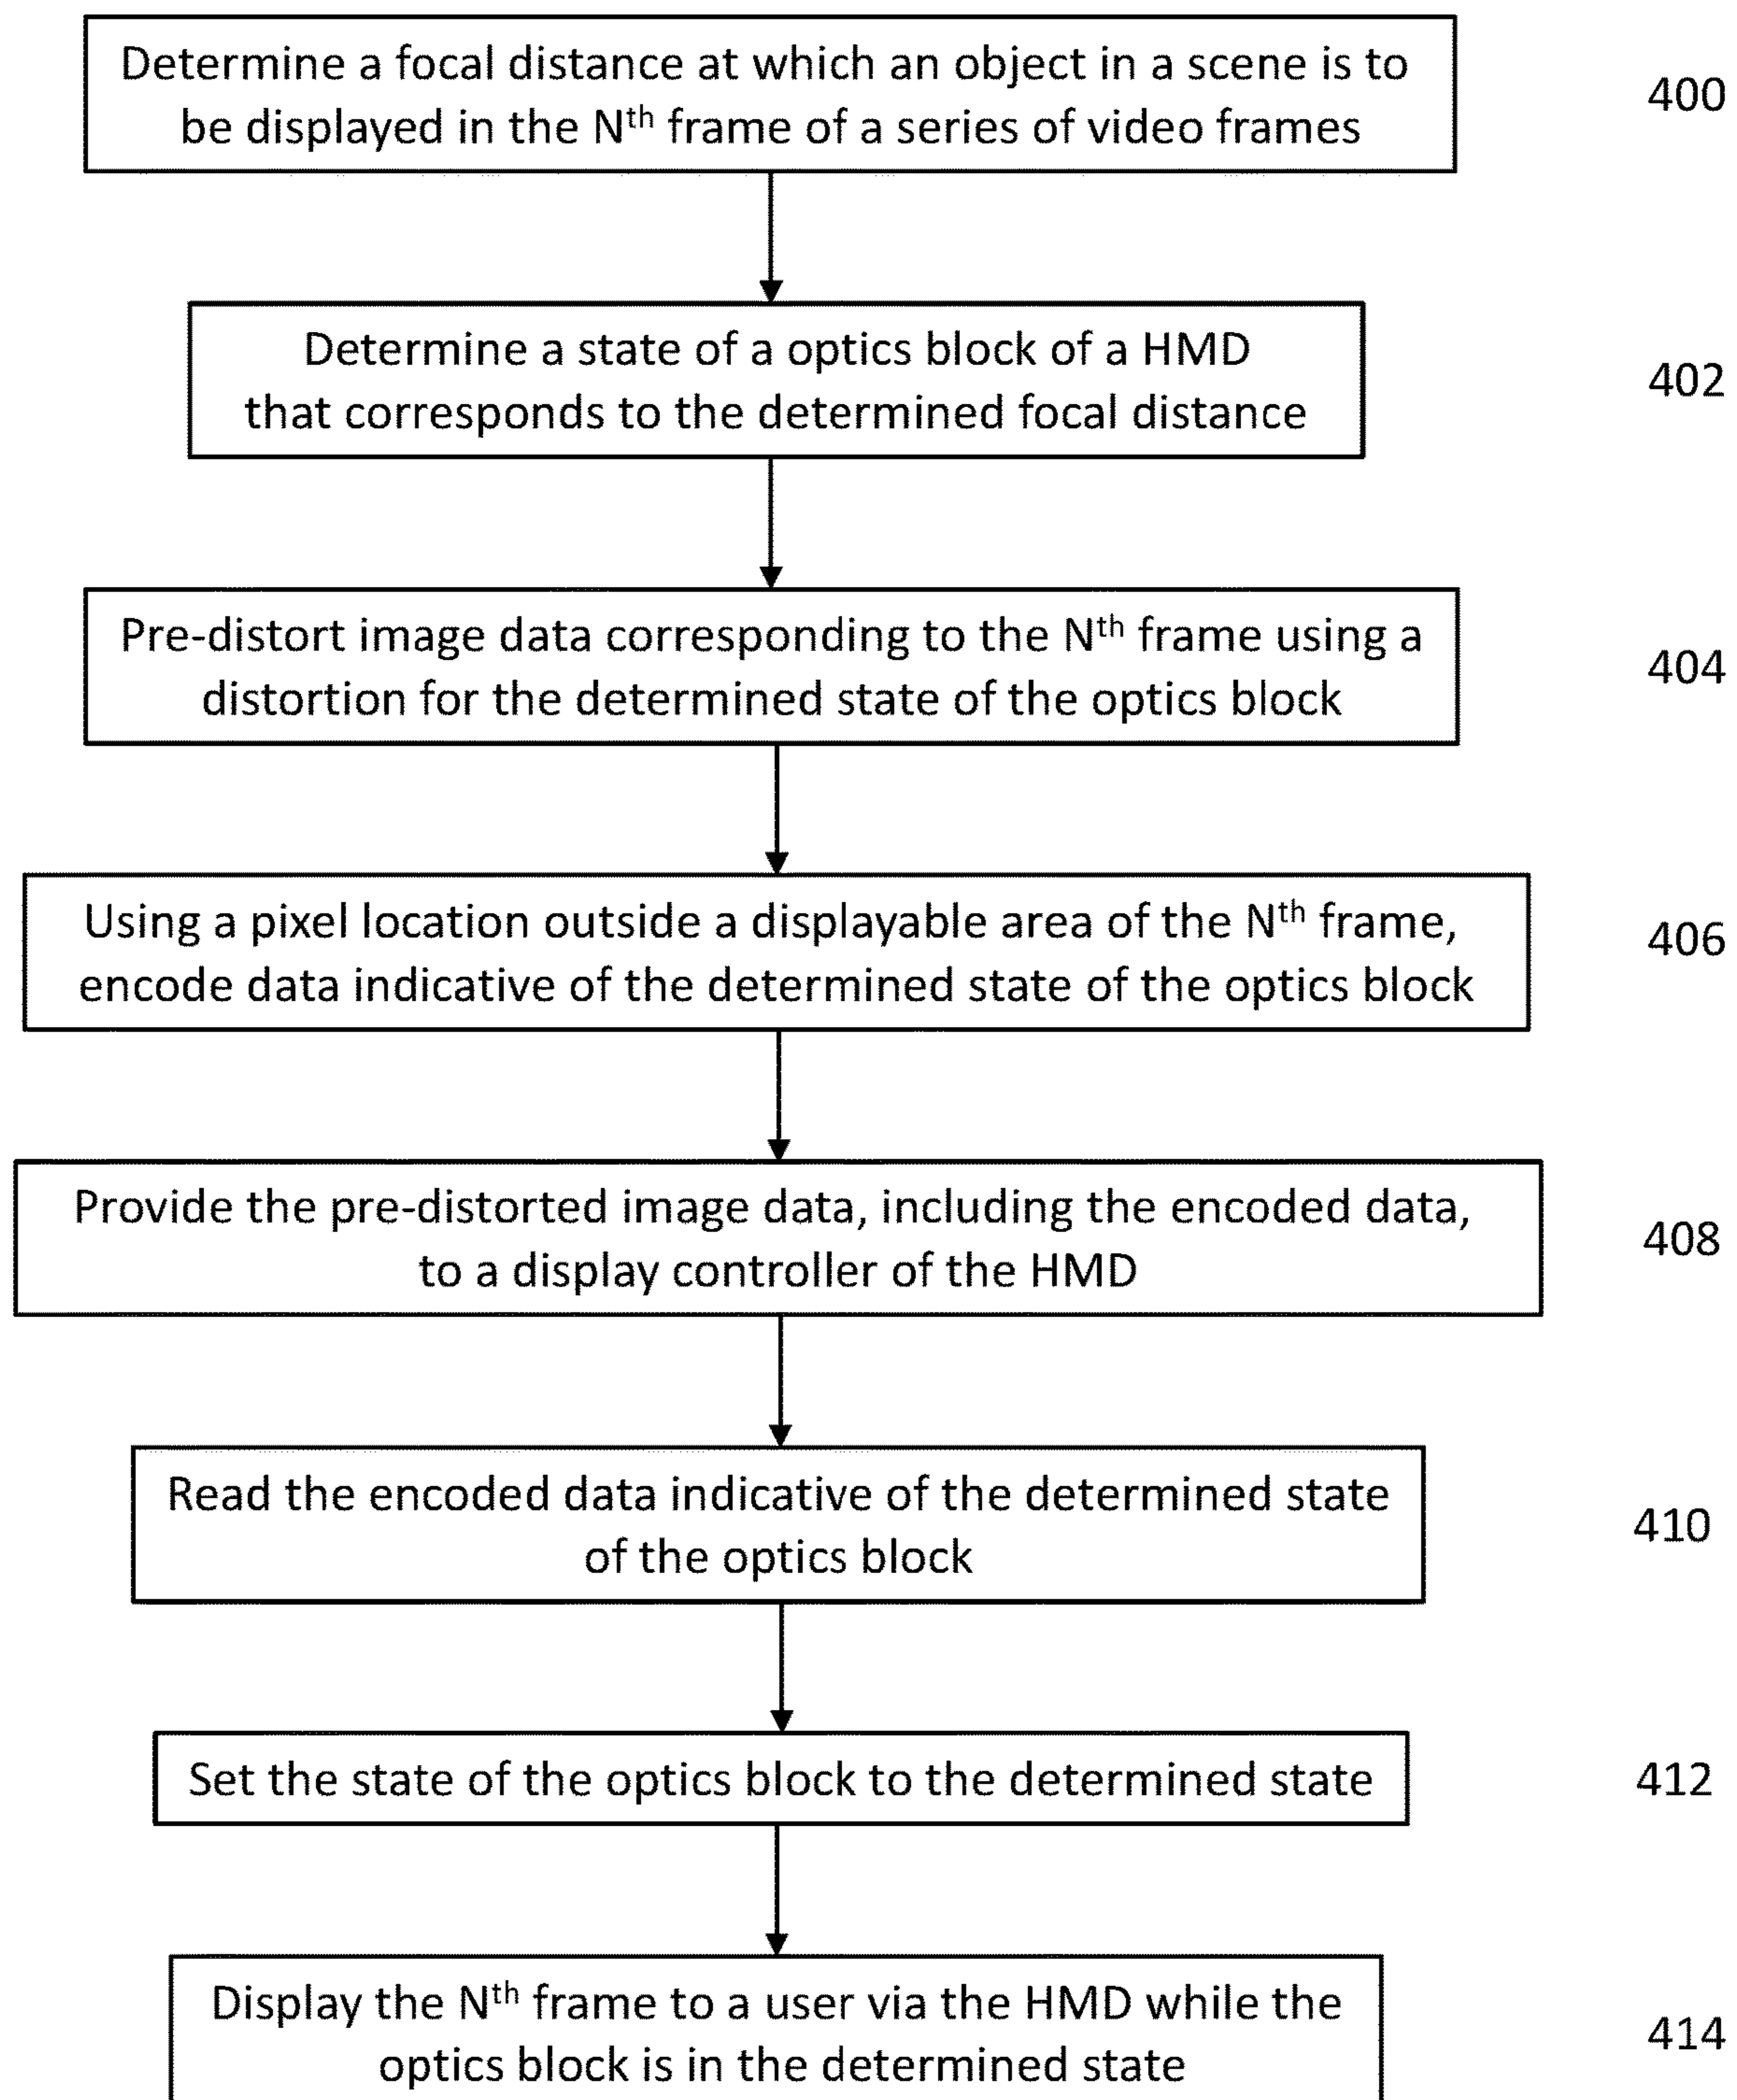 Determine a focal distance at which an object in a scene is to
be displayed in the Nth frame of a series of video frames
400
Determine a state of a optics block of a HMD
that corresponds to the determined focal distance
402
Pre-distort image data corresponding to the Nth frame using a
distortion for the determined state of the optics block
404
Using a pixel location outside a displayable area of the Nth frame,
encode data indicative of the determined state of the optics block
406
Provide the pre-distorted image data, including the encoded data,
to a display controller of the HMD
408
Read the encoded data indicative of the determined state
of the optics block
410
Set the state of the optics block to the determined state
412
Display the Nth frame to a user via the HMD while the
optics block is in the determined state
414